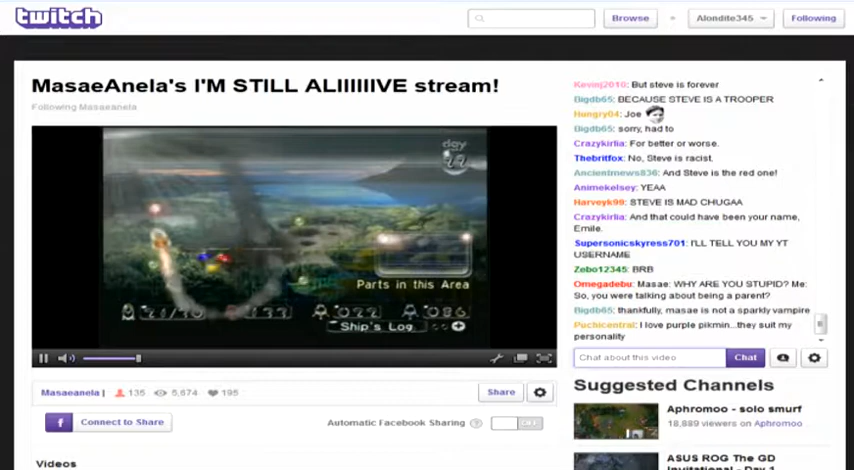 twitch
Browse
Alondite345
Following
MasaeAnela's I'M STILL ALIIIIIIVE stream!
Following Masaeanela
day
Parts in this Area
Ship's Log
Masaeanela |
135
5,674
195
Share
Connect to Share
Automatic Facebook Sharing
OFF
Videos
Kevinj2010: But steve is forever
Bigdb65: BECAUSE STEVE IS A TROOPER
Hungry04: Joe
Bigdb65: sorry, had to
Crazykirlia: For better or worse.
Thebritfox: No, Steve is racist.
Ancientmews836: And Steve is the red one!
Animekelsey: YEAA
Harveyk99: STEVE IS MAD CHUGAA
Crazykirlia: And that could have been your name,
Emile.
Supersonicskyress701: I'LL TELL YOU MY YT
USERNAME
Zebo12345: BRB
Omegadebu: Masae: WHY ARE YOU STUPID? Me:
So, you were talking about being a parent?
Bigdb65: thankfully, masae is not a sparkly vampire
Puchicentral: I love purple pikmin...they suit my
personality
Chat about this video
Chat
Suggested Channels
Aphromoo - solo smurf
18,889 viewers on Aphromoo
ASUS ROG The GD
Invitational - Day 1